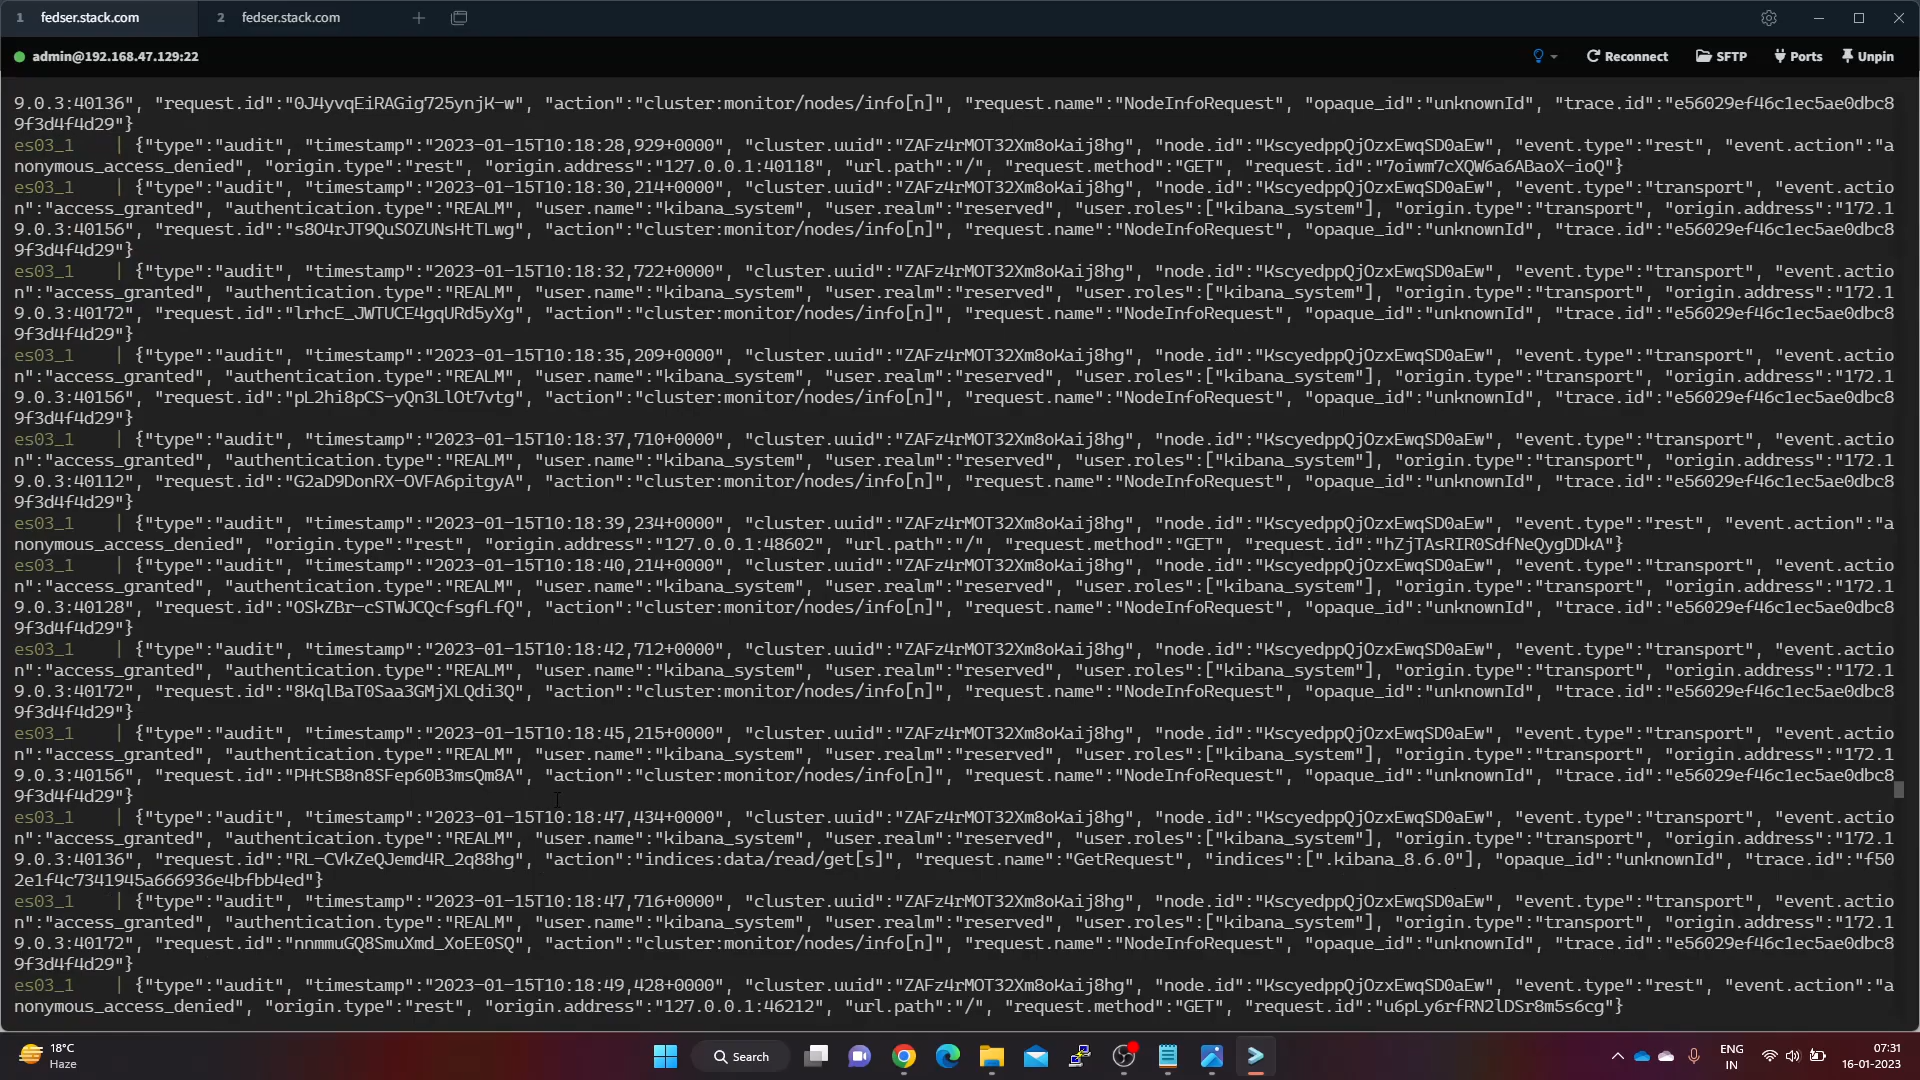 1 fedser.stack.com 2 fedser.stack.com
admin@192.168.47.129:22 Reconnect SFTP Ports Unpin
9.0.3:40136", "request.id":"0J4yvqEiRAGig725ynjK-w", "action":"cluster:monitor/nodes/info[n]", "request.name":"NodeInfoRequest", "opaque_id":"unknownId", "trace.id":"e56029ef46c1ec5ae0dbc8
9f3d4f4d29"}
es03_1 | {"type":"audit", "timestamp":"2023-01-15T10:18:28,929+0000", "cluster.uuid":"ZAFz4rMOT32Xm8oKaij8hg", "node.id":"KscyedppQjOzxEwqSD0aEw", "event.type":"rest", "event.action":"a
nonymous_access_denied", "origin.type":"rest", "origin.address":"127.0.0.1:40118", "url.path":"/", "request.method":"GET", "request.id":"7oiwm7cXQW6a6ABaoX-ioQ"}
es03_1 | {"type":"audit", "timestamp":"2023-01-15T10:18:30,214+0000", "cluster.uuid":"ZAFz4rMOT32Xm8oKaij8hg", "node.id":"KscyedppQjOzxEwqSD0aEw", "event.type":"transport", "event.actio
n":"access_granted", "authentication.type":"REALM", "user.name":"kibana_system", "user.realm":"reserved", "user.roles":["kibana_system"], "origin.type":"transport", "origin.address":"172.1
9.0.3:40156", "request.id":"s8O4rJT9QuSOZUNsHtTLwg", "action":"cluster:monitor/nodes/info[n]", "request.name":"NodeInfoRequest", "opaque_id":"unknownId", "trace.id":"e56029ef46c1ec5ae0dbc8
9f3d4f4d29"}
es03_1 | {"type":"audit", "timestamp":"2023-01-15T10:18:32,722+0000", "cluster.uuid":"ZAFz4rMOT32Xm8oKaij8hg", "node.id":"KscyedppQjOzxEwqSD0aEw", "event.type":"transport", "event.actio
n":"access_granted", "authentication.type":"REALM", "user.name":"kibana_system", "user.realm":"reserved", "user.roles":["kibana_system"], "origin.type":"transport", "origin.address":"172.1
9.0.3:40172", "request.id":"lrhcE_JWTUCE4gqURd5yXg", "action":"cluster:monitor/nodes/info[n]", "request.name":"NodeInfoRequest", "opaque_id":"unknownId", "trace.id":"e56029ef46c1ec5ae0dbc8
9f3d4f4d29"}
es03_1 | {"type":"audit", "timestamp":"2023-01-15T10:18:35,209+0000", "cluster.uuid":"ZAFz4rMOT32Xm8oKaij8hg", "node.id":"KscyedppQjOzxEwqSD0aEw", "event.type":"transport", "event.actio
n":"access_granted", "authentication.type":"REALM", "user.name":"kibana_system", "user.realm":"reserved", "user.roles":["kibana_system"], "origin.type":"transport", "origin.address":"172.1
9.0.3:40156", "request.id":"pL2hi8pCS-yQn3LlOt7vtg", "action":"cluster:monitor/nodes/info[n]", "request.name":"NodeInfoRequest", "opaque_id":"unknownId", "trace.id":"e56029ef46c1ec5ae0dbc8
9f3d4f4d29"}
es03_1 | {"type":"audit", "timestamp":"2023-01-15T10:18:37,710+0000", "cluster.uuid":"ZAFz4rMOT32Xm8oKaij8hg", "node.id":"KscyedppQjOzxEwqSD0aEw", "event.type":"transport", "event.actio
n":"access_granted", "authentication.type":"REALM", "user.name":"kibana_system", "user.realm":"reserved", "user.roles":["kibana_system"], "origin.type":"transport", "origin.address":"172.1
9.0.3:40112", "request.id":"G2aD9DonRX-OVFA6pitgyA", "action":"cluster:monitor/nodes/info[n]", "request.name":"NodeInfoRequest", "opaque_id":"unknownId", "trace.id":"e56029ef46c1ec5ae0dbc8
9f3d4f4d29"}
es03_1 | {"type":"audit", "timestamp":"2023-01-15T10:18:39,234+0000", "cluster.uuid":"ZAFz4rMOT32Xm8oKaij8hg", "node.id":"KscyedppQjOzxEwqSD0aEw", "event.type":"rest", "event.action":"a
nonymous_access_denied", "origin.type":"rest", "origin.address":"127.0.0.1:48602", "url.path":"/", "request.method":"GET", "request.id":"hZjTAsRIR0SdfNeQygDDkA"}
es03_1 | {"type":"audit", "timestamp":"2023-01-15T10:18:40,214+0000", "cluster.uuid":"ZAFz4rMOT32Xm8oKaij8hg", "node.id":"KscyedppQjOzxEwqSD0aEw", "event.type":"transport", "event.actio
n":"access_granted", "authentication.type":"REALM", "user.name":"kibana_system", "user.realm":"reserved", "user.roles":["kibana_system"], "origin.type":"transport", "origin.address":"172.1
9.0.3:40128", "request.id":"OSkZBr-cSTWJCQcfsgfLfQ", "action":"cluster:monitor/nodes/info[n]", "request.name":"NodeInfoRequest", "opaque_id":"unknownId", "trace.id":"e56029ef46c1ec5ae0dbc8
9f3d4f4d29"}
es03_1 | {"type":"audit", "timestamp":"2023-01-15T10:18:42,712+0000", "cluster.uuid":"ZAFz4rMOT32Xm8oKaij8hg", "node.id":"KscyedppQjOzxEwqSD0aEw", "event.type":"transport", "event.actio
n":"access_granted", "authentication.type":"REALM", "user.name":"kibana_system", "user.realm":"reserved", "user.roles":["kibana_system"], "origin.type":"transport", "origin.address":"172.1
9.0.3:40172", "request.id":"8KqlBaT0Saa3GMjXLQdi3Q", "action":"cluster:monitor/nodes/info[n]", "request.name":"NodeInfoRequest", "opaque_id":"unknownId", "trace.id":"e56029ef46c1ec5ae0dbc8
9f3d4f4d29"}
es03_1 | {"type":"audit", "timestamp":"2023-01-15T10:18:45,215+0000", "cluster.uuid":"ZAFz4rMOT32Xm8oKaij8hg", "node.id":"KscyedppQjOzxEwqSD0aEw", "event.type":"transport", "event.actio
n":"access_granted", "authentication.type":"REALM", "user.name":"kibana_system", "user.realm":"reserved", "user.roles":["kibana_system"], "origin.type":"transport", "origin.address":"172.1
9.0.3:40156", "request.id":"PHtSB8n8SFep60B3msQm8A", "action":"cluster:monitor/nodes/info[n]", "request.name":"NodeInfoRequest", "opaque_id":"unknownId", "trace.id":"e56029ef46c1ec5ae0dbc8
9f3d4f4d29"}
es03_1 | {"type":"audit", "timestamp":"2023-01-15T10:18:47,434+0000", "cluster.uuid":"ZAFz4rMOT32Xm8oKaij8hg", "node.id":"KscyedppQjOzxEwqSD0aEw", "event.type":"transport", "event.actio
n":"access_granted", "authentication.type":"REALM", "user.name":"kibana_system", "user.realm":"reserved", "user.roles":["kibana_system"], "origin.type":"transport", "origin.address":"172.1
9.0.3:40136", "request.id":"RL-CVkZeQJemd4R_2q88hg", "action":"indices:data/read/get[s]", "request.name":"GetRequest", "indices":[".kibana_8.6.0"], "opaque_id":"unknownId", "trace.id":"f50
2e1f4c7341945a666936e4bfbb4ed"}
es03_1 | {"type":"audit", "timestamp":"2023-01-15T10:18:47,716+0000", "cluster.uuid":"ZAFz4rMOT32Xm8oKaij8hg", "node.id":"KscyedppQjOzxEwqSD0aEw", "event.type":"transport", "event.actio
n":"access_granted", "authentication.type":"REALM", "user.name":"kibana_system", "user.realm":"reserved", "user.roles":["kibana_system"], "origin.type":"transport", "origin.address":"172.1
9.0.3:40172", "request.id":"nnmmuGQ8SmuXmd_XoEE0SQ", "action":"cluster:monitor/nodes/info[n]", "request.name":"NodeInfoRequest", "opaque_id":"unknownId", "trace.id":"e56029ef46c1ec5ae0dbc8
9f3d4f4d29"}
es03_1 | {"type":"audit", "timestamp":"2023-01-15T10:18:49,428+0000", "cluster.uuid":"ZAFz4rMOT32Xm8oKaij8hg", "node.id":"KscyedppQjOzxEwqSD0aEw", "event.type":"rest", "event.action":"a
nonymous_access_denied", "origin.type":"rest", "origin.address":"127.0.0.1:46212", "url.path":"/", "request.method":"GET", "request.id":"u6pLy6rfRN2lDSr8m5s6cg"}
18°C
Haze
Search
ENG
IN
07:31
16-01-2023